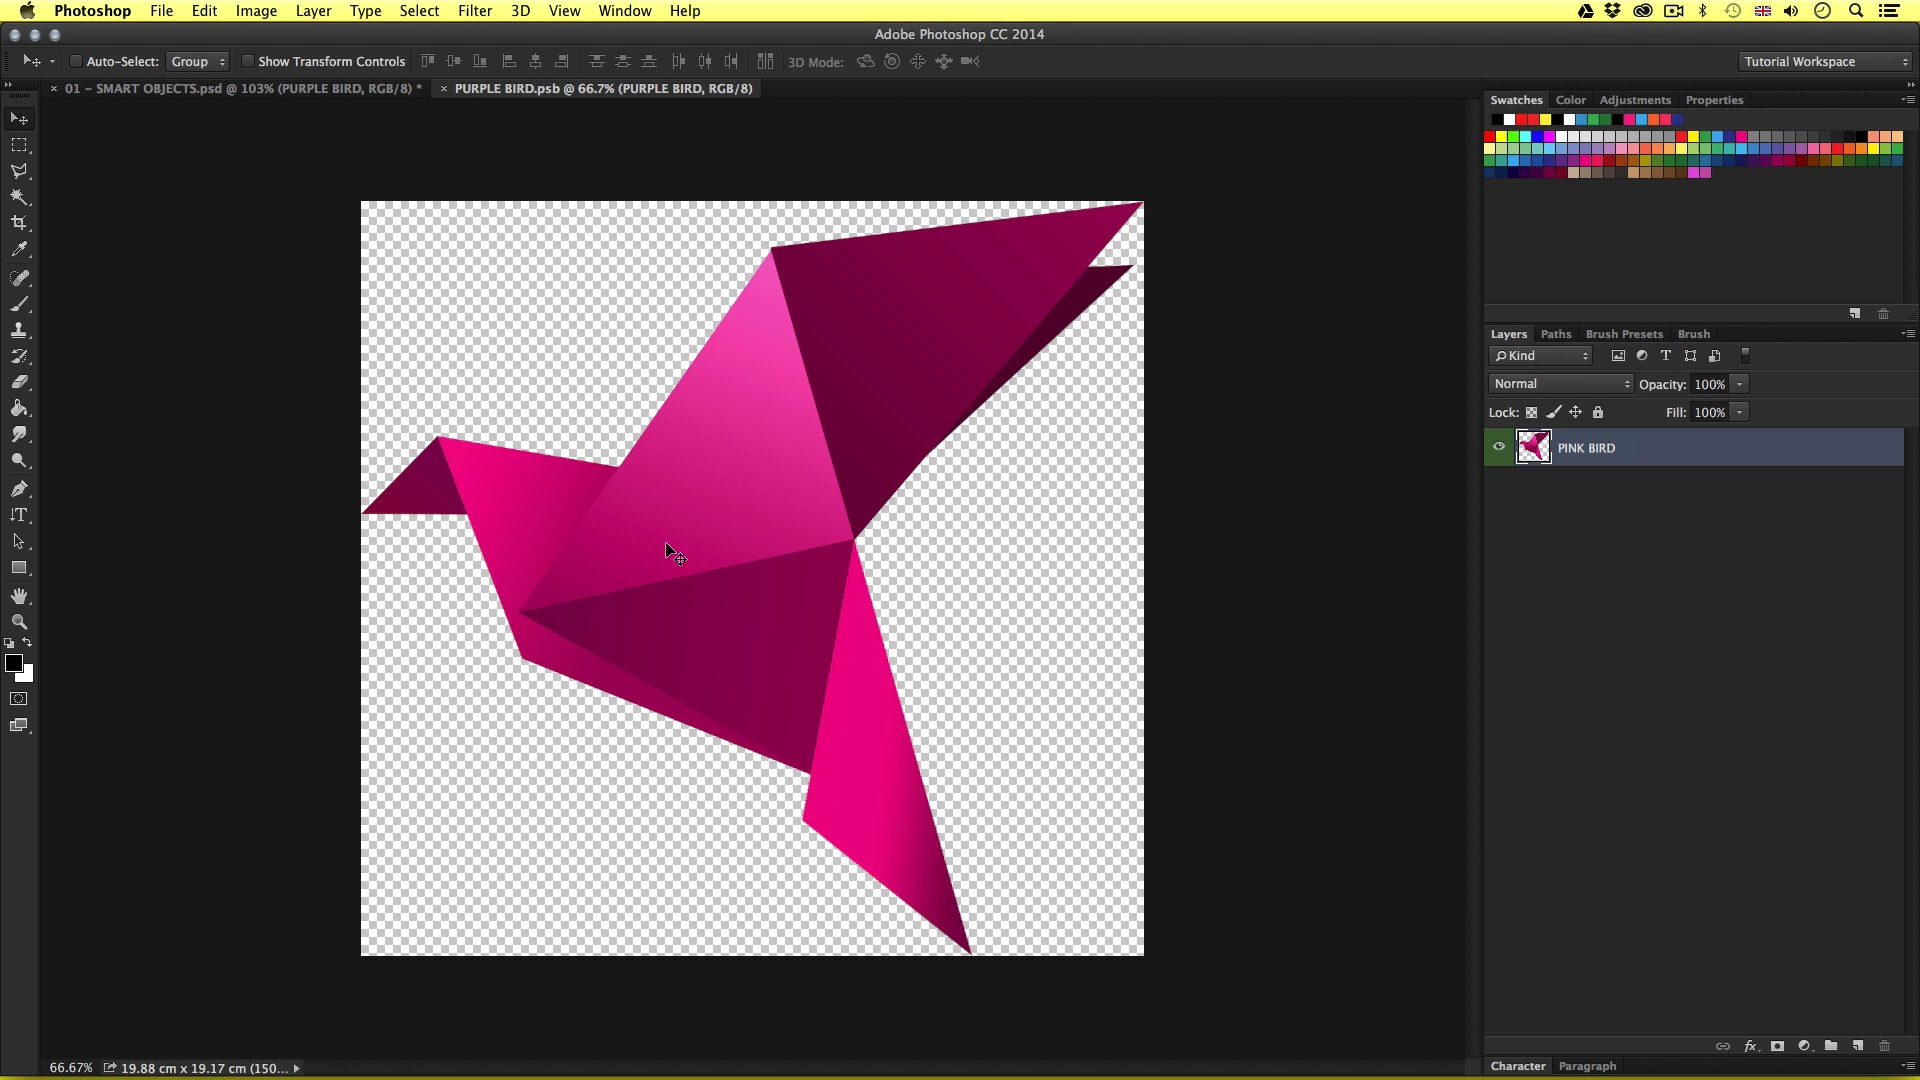 Photoshop File Edit Image Layer Type Select Filter 3D View Window Help
Adobe Photoshop CC 2014
Auto-Select: Group Show Transform Controls 3D Mode: Tutorial Workspace
× 01 - SMART OBJECTS.psd @ 103% (PURPLE BIRD, RGB/8) * × PURPLE BIRD.psb @ 66.7% (PURPLE BIRD, RGB/8)
Swatches Color Adjustments Properties
Layers Paths Brush Presets Brush
Kind
Normal Opacity: 100%
Lock: Fill: 100%
PINK BIRD
66.67% 19.88 cm x 19.17 cm (150...
Character Paragraph